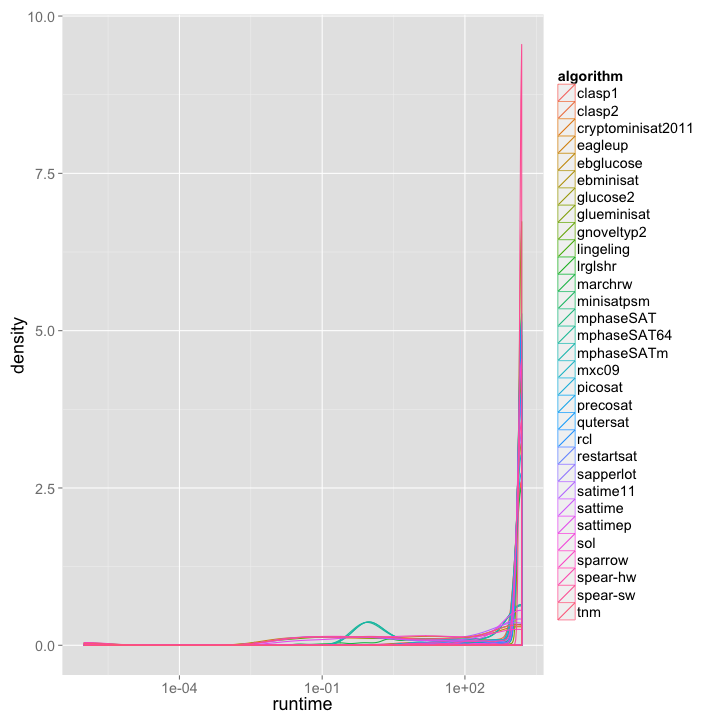 10.0
7.5
5.0
2.5
0.0
density
1e-04
1e-01
1e+02
runtime
algorithm
clasp1
clasp2
cryptominisat2011
eagleup
ebglucose
ebminisat
glucose2
glueminisat
gnoveltyp2
lingeling
lrglshr
marchrw
minisatpsm
mphaseSAT
mphaseSAT64
mphaseSATm
mxc09
picosat
precosat
qutersat
rcl
restartsat
sapperlot
satime11
sattime
sattimep
sol
sparrow
spear-hw
spear-sw
tnm